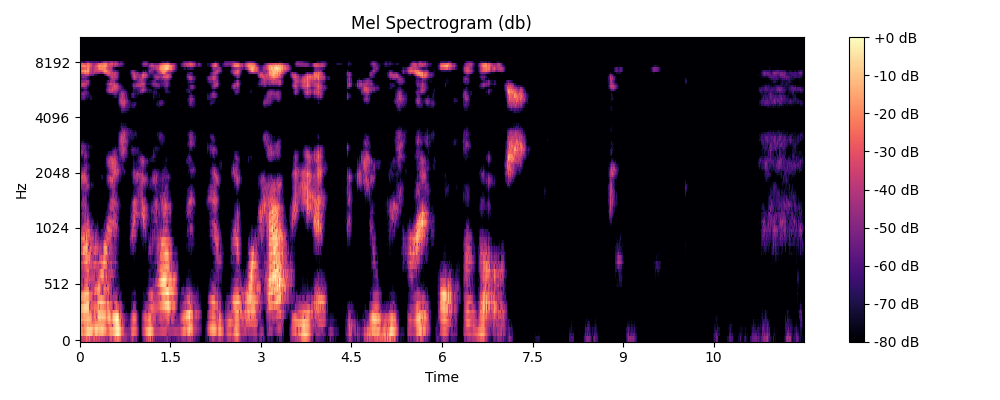 Mel Spectrogram (db)
8192
4096
2048
1024
512
0
Hz
0 1.5 3 4.5 6 7.5 9 10
Time
+0 dB
-10 dB
-20 dB
-30 dB
-40 dB
-50 dB
-60 dB
-70 dB
-80 dB